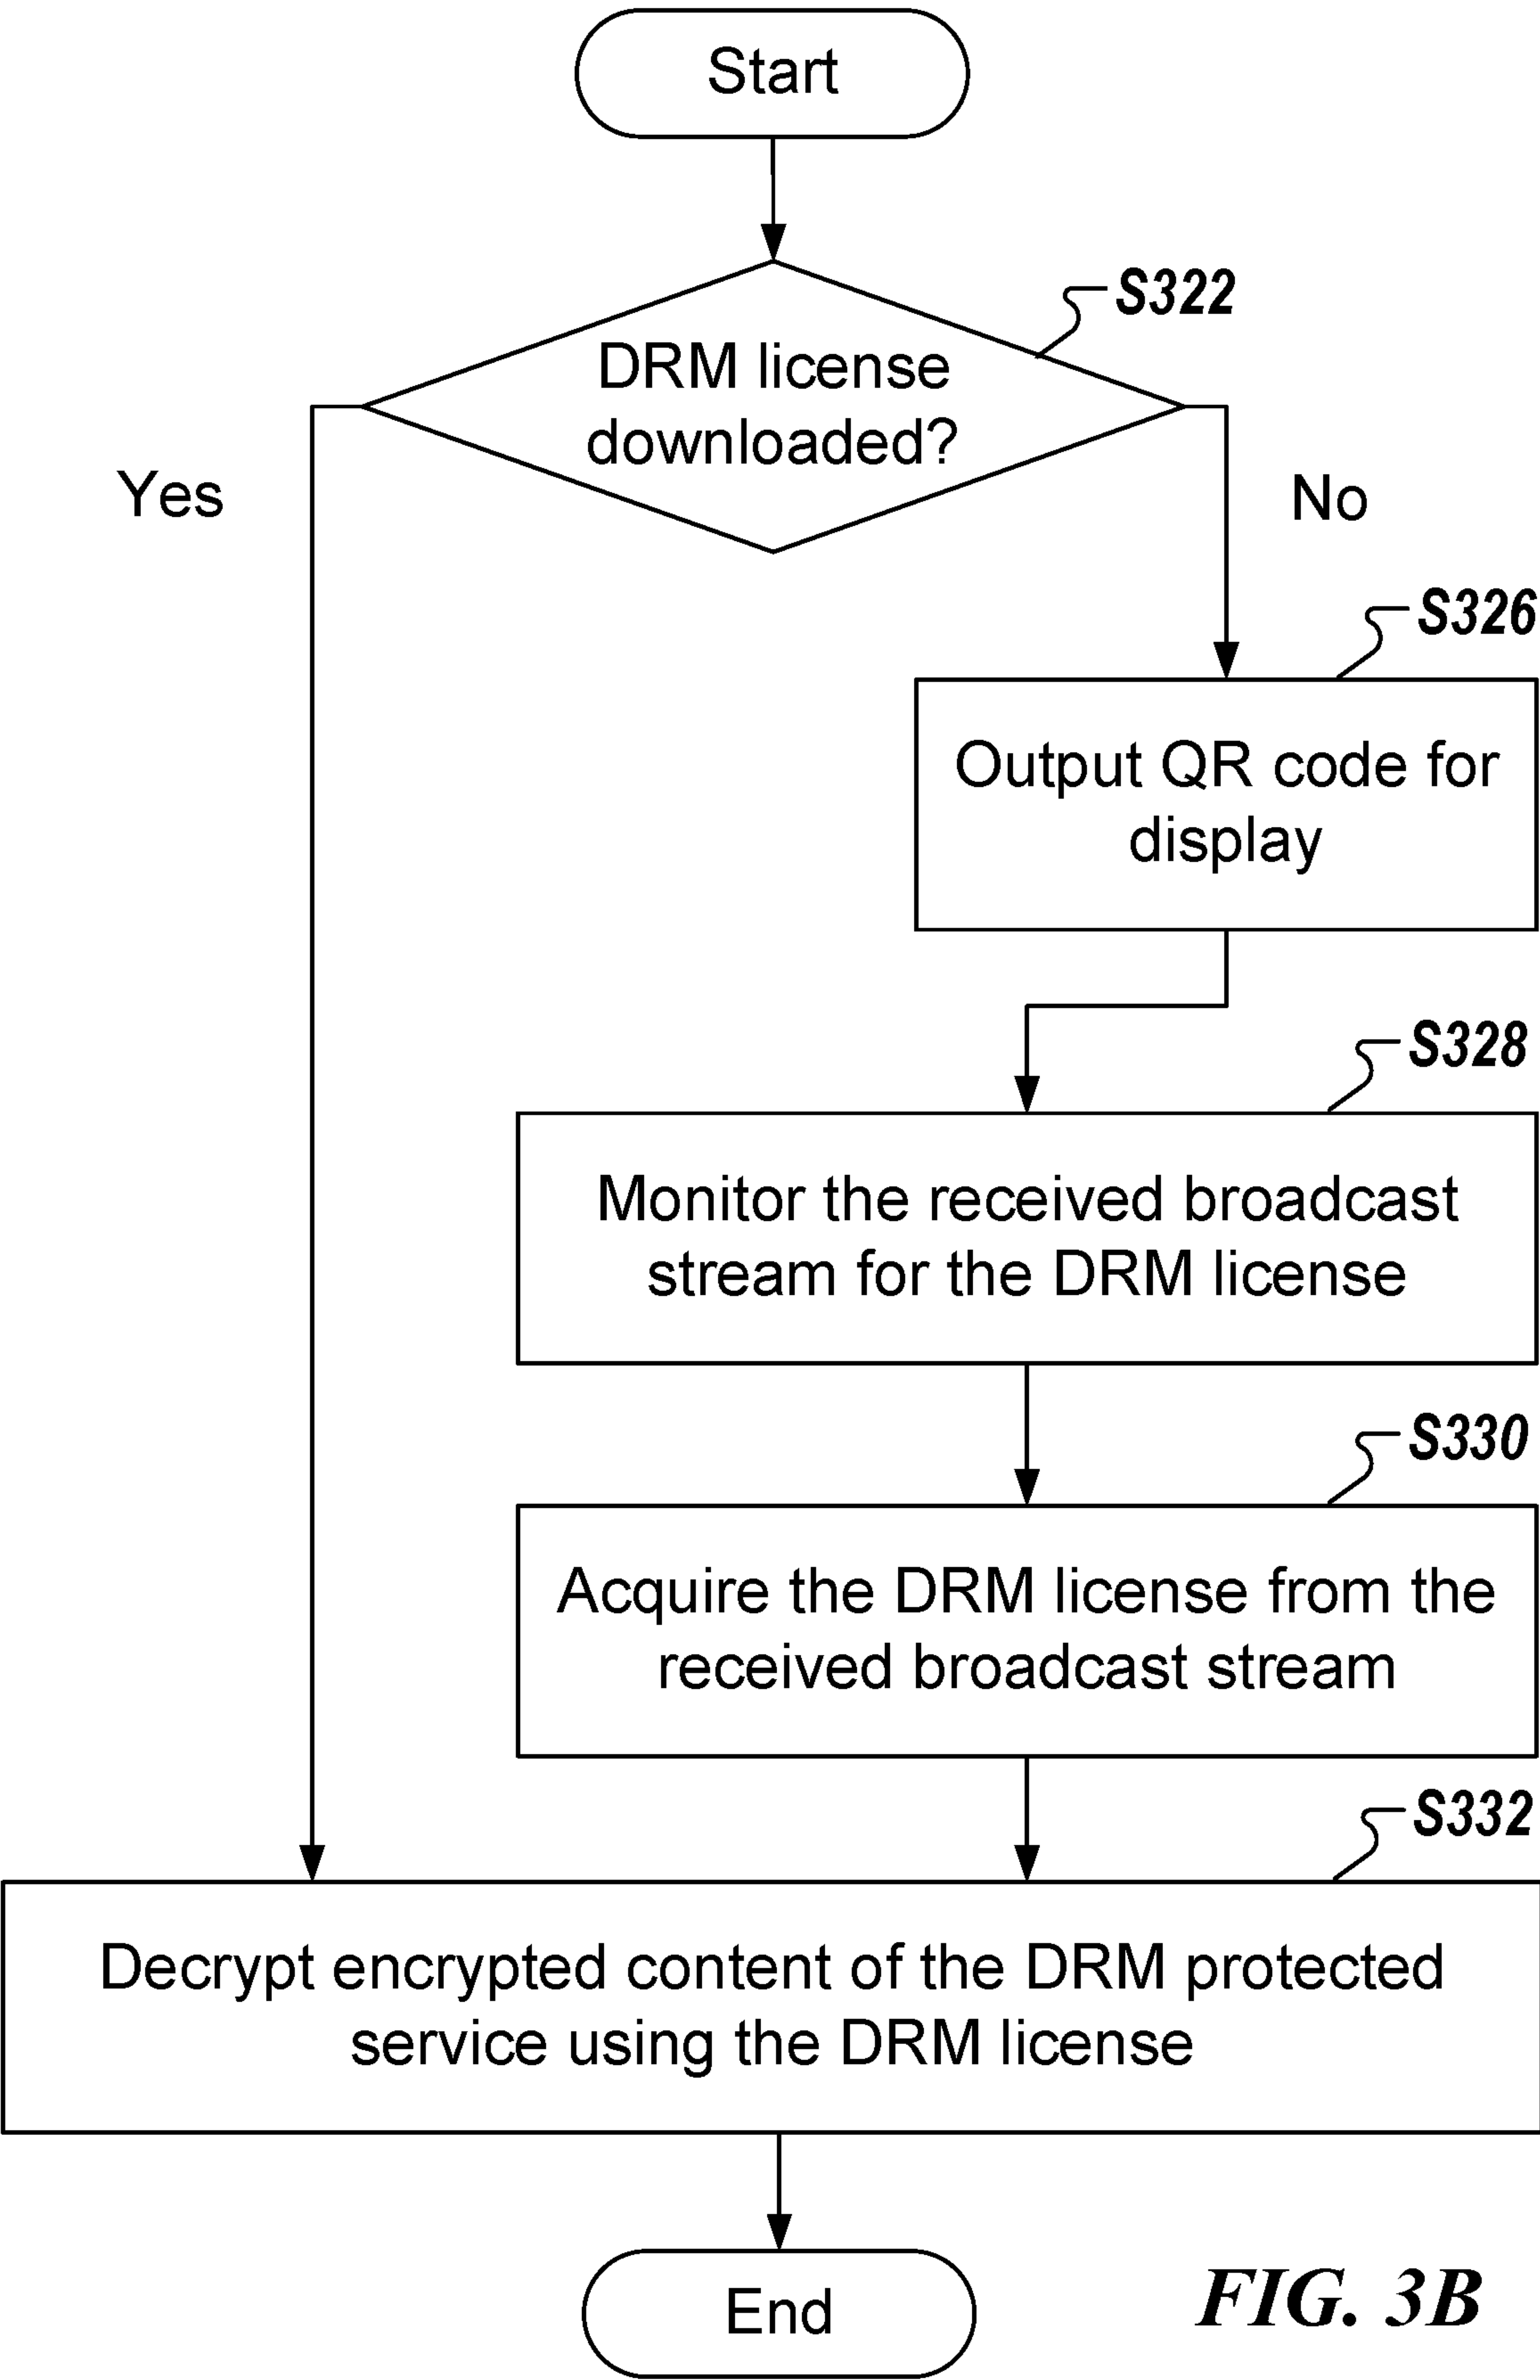 Start
S322
DRM license
downloaded?
Yes
No
S326
Output QR code for
display
S328
Monitor the received broadcast
stream for the DRM license
S330
Acquire the DRM license from the
received broadcast stream
S332
Decrypt encrypted content of the DRM protected
service using the DRM license
End
FIG. 3B